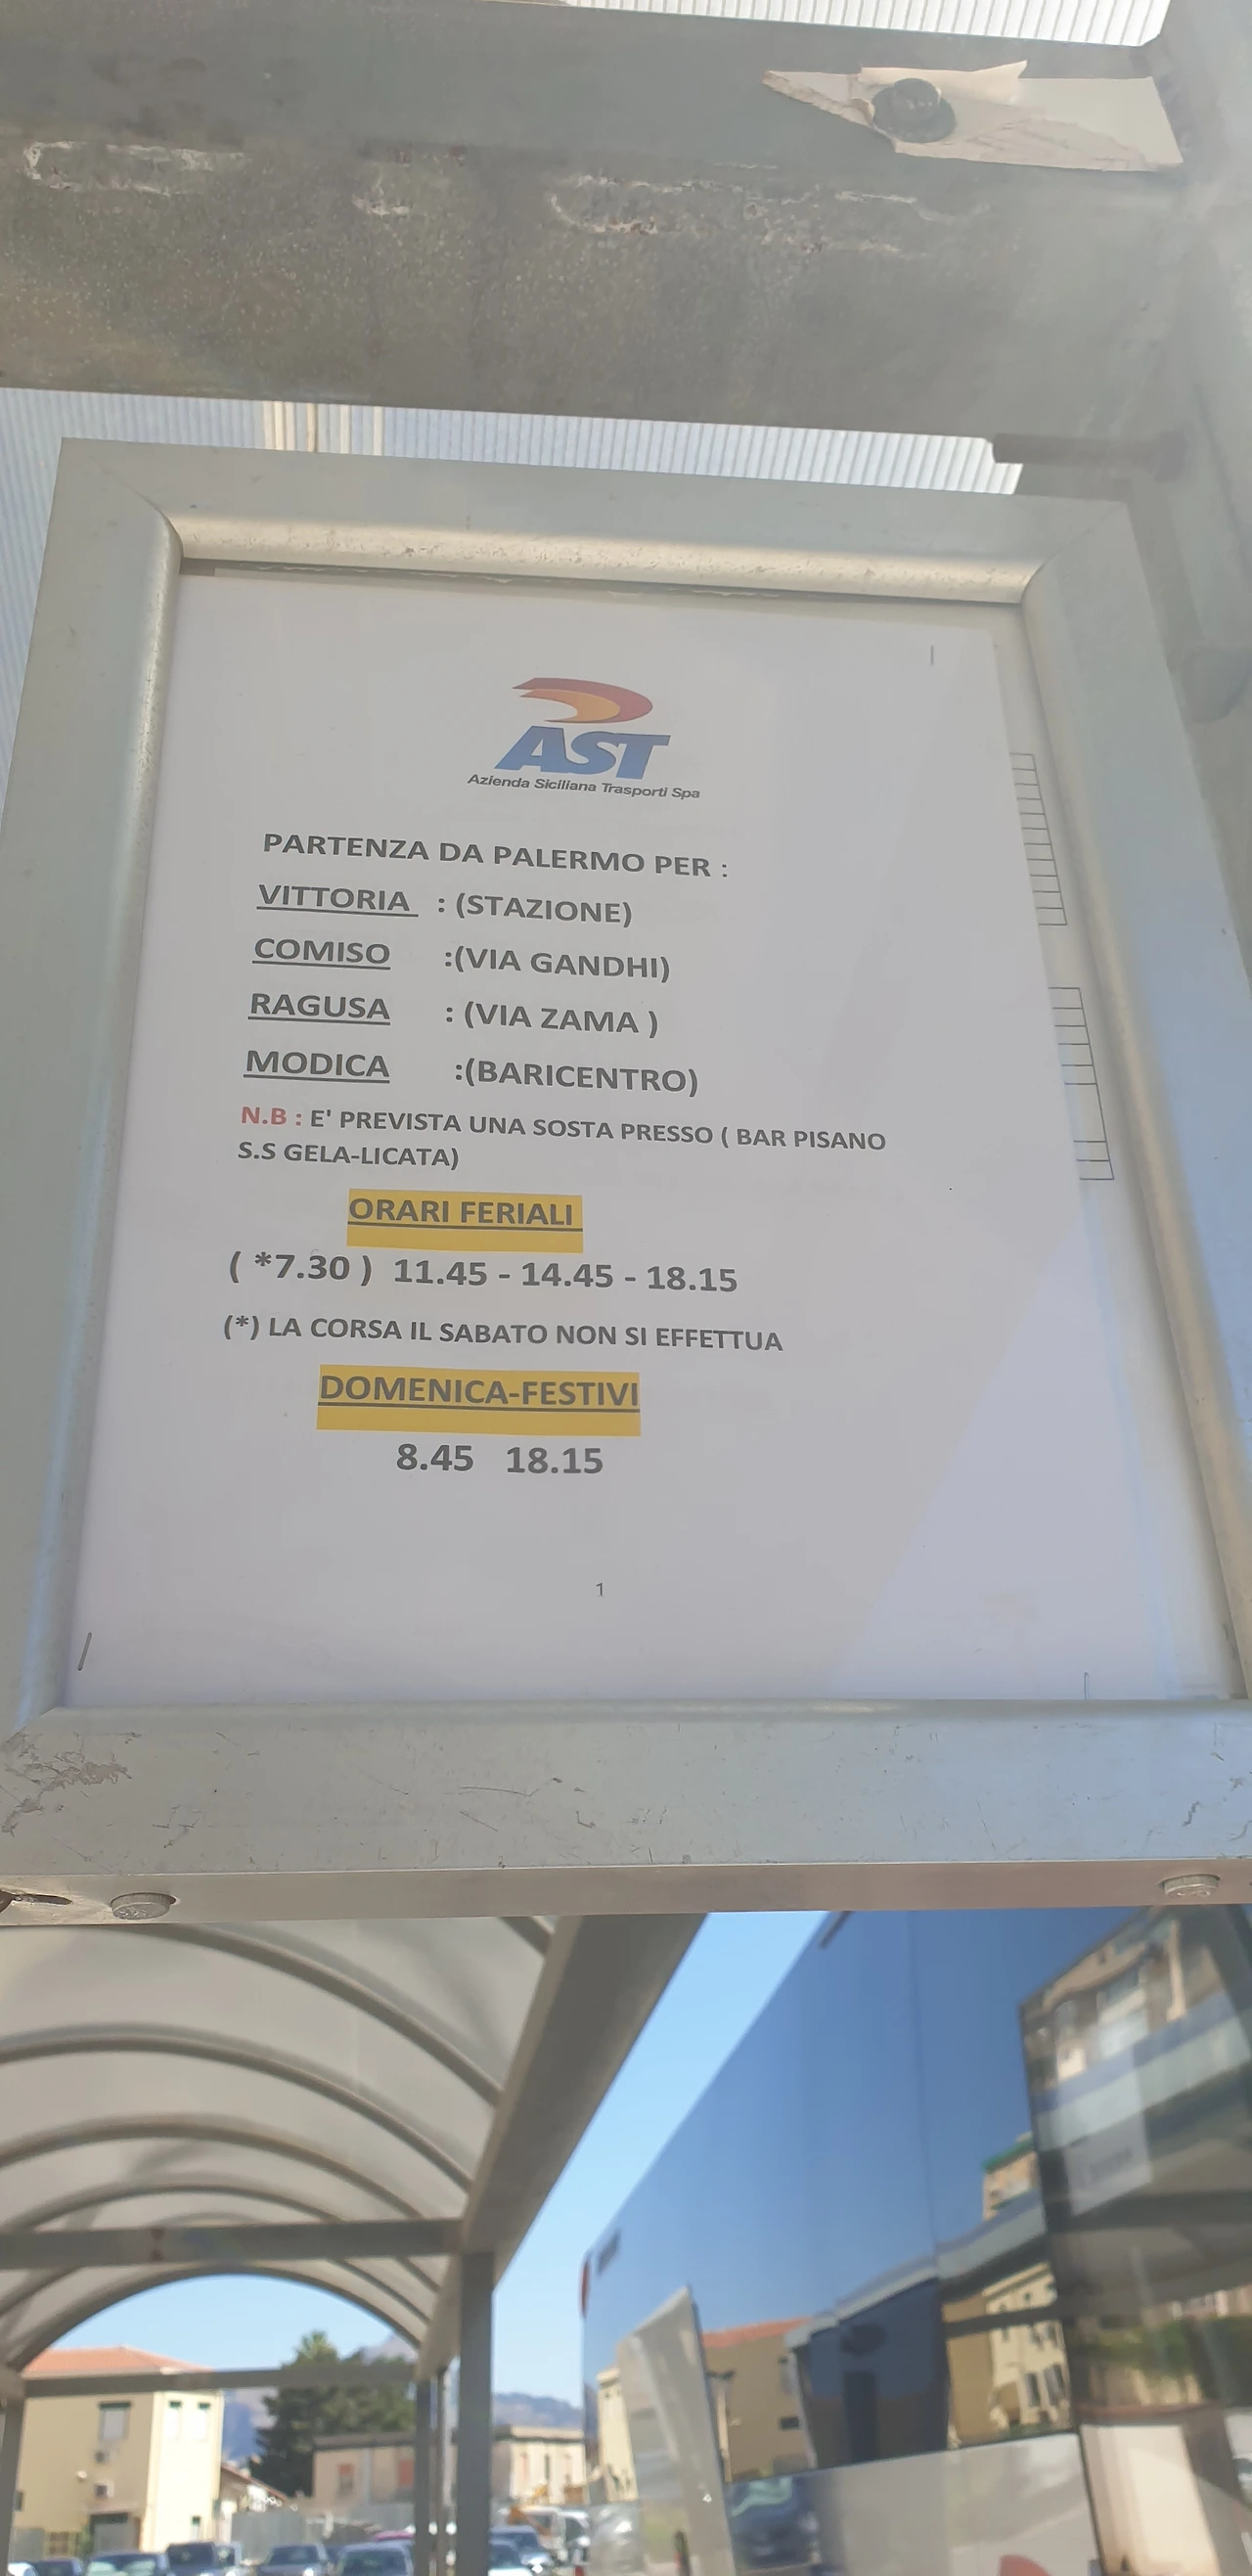 AST
Azienda Siciliana Trasporti Spa
PARTENZA DA PALERMO PER :
VITTORIA : (STAZIONE)
COMISO :(VIA GANDHI)
RAGUSA : (VIA ZAMA )
MODICA :(BARICENTRO)
N.B : E' PREVISTA UNA SOSTA PRESSO ( BAR PISANO
S.S GELA-LICATA)
ORARI FERIALI
( *7.30 ) 11.45 - 14.45 - 18.15
(*) LA CORSA IL SABATO NON SI EFFETTUA
DOMENICA-FESTIVI
8.45 18.15
1